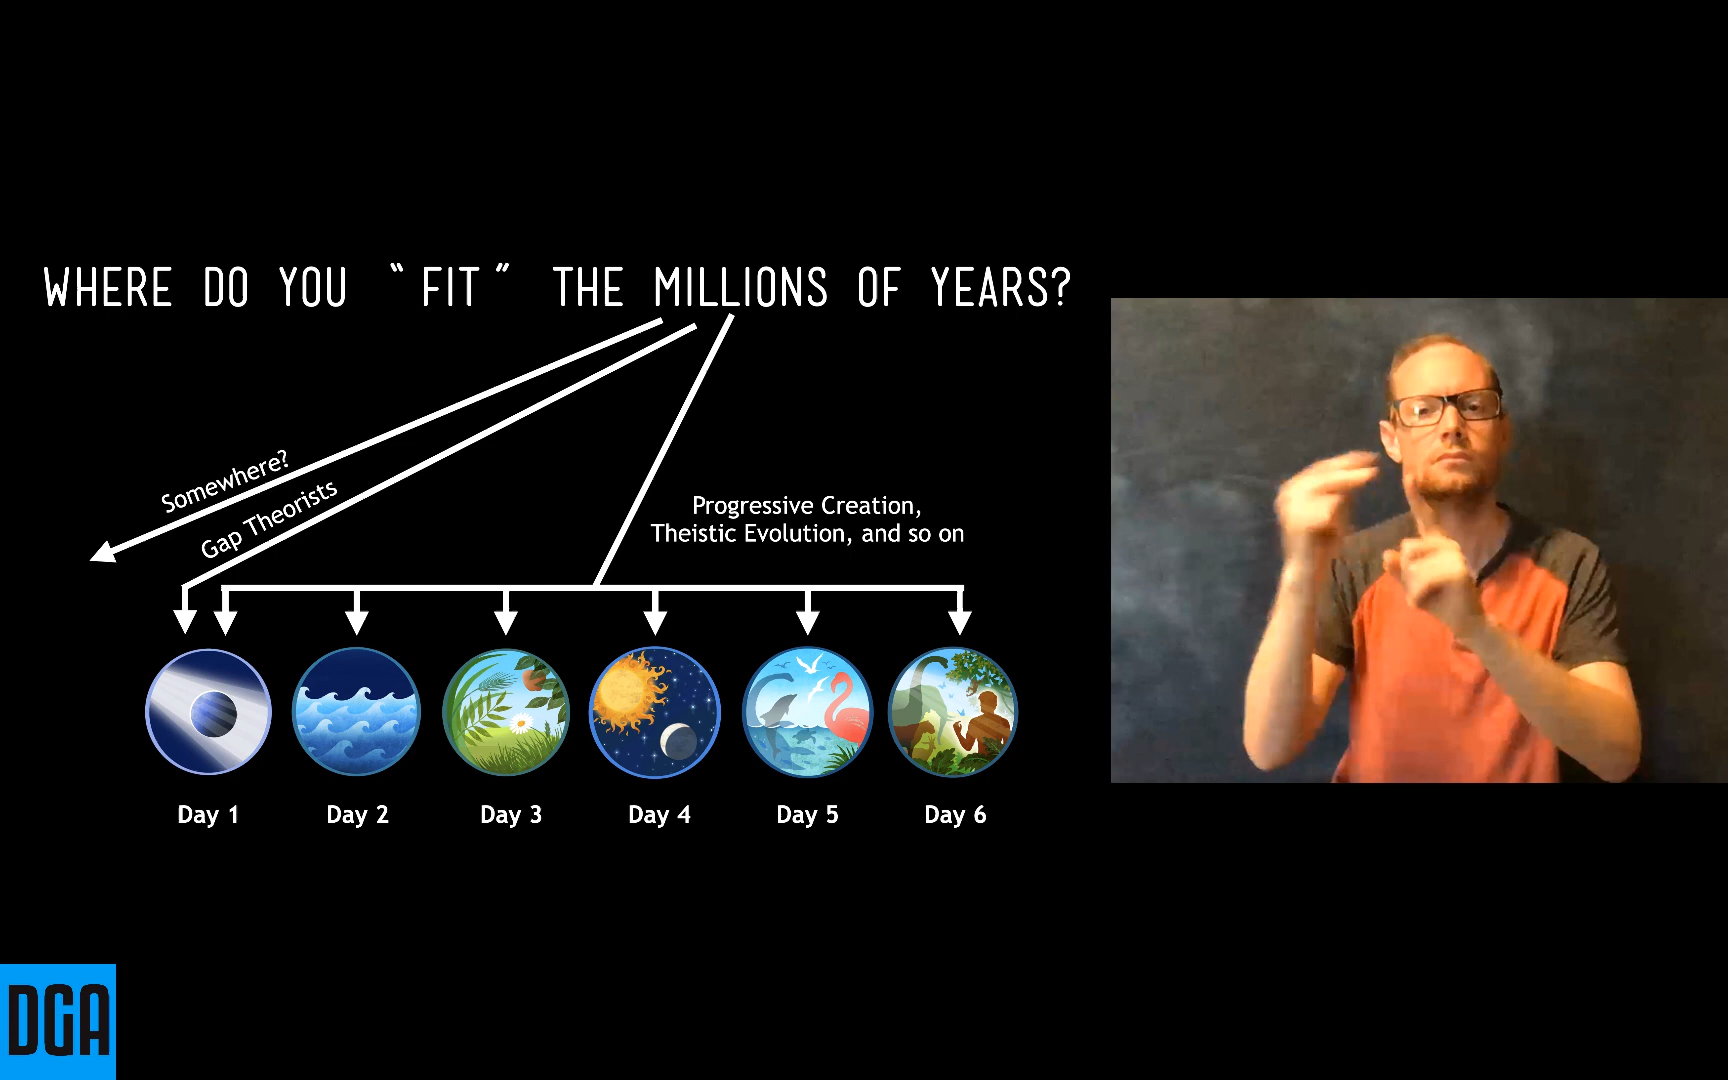 WHERE DO YOU “FIT” THE MILLIONS OF YEARS?
Somewhere?
Gap Theorists
Progressive Creation,
Theistic Evolution, and so on
Day 1
Day 2
Day 3
Day 4
Day 5
Day 6
DGA